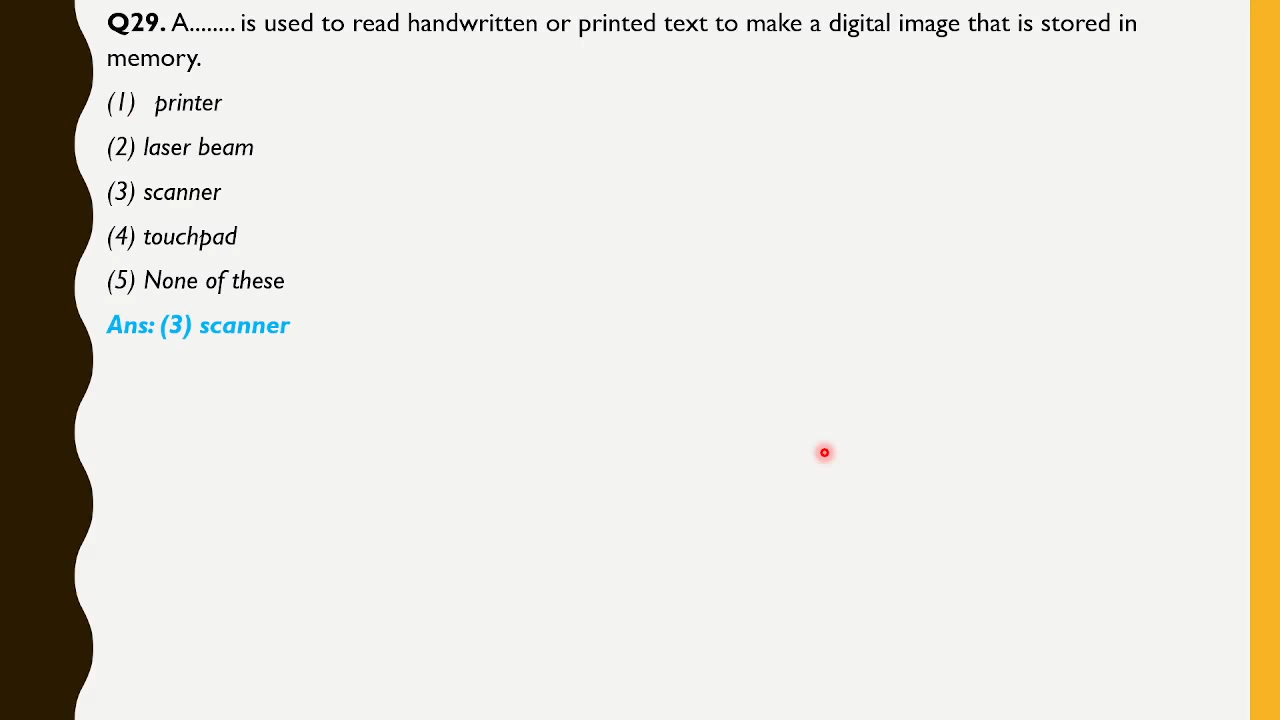 Q29. A........ is used to read handwritten or printed text to make a digital image that is stored in
memory.
(1) printer
(2) laser beam
(3) scanner
(4) touchpad
(5) None of these
Ans: (3) scanner